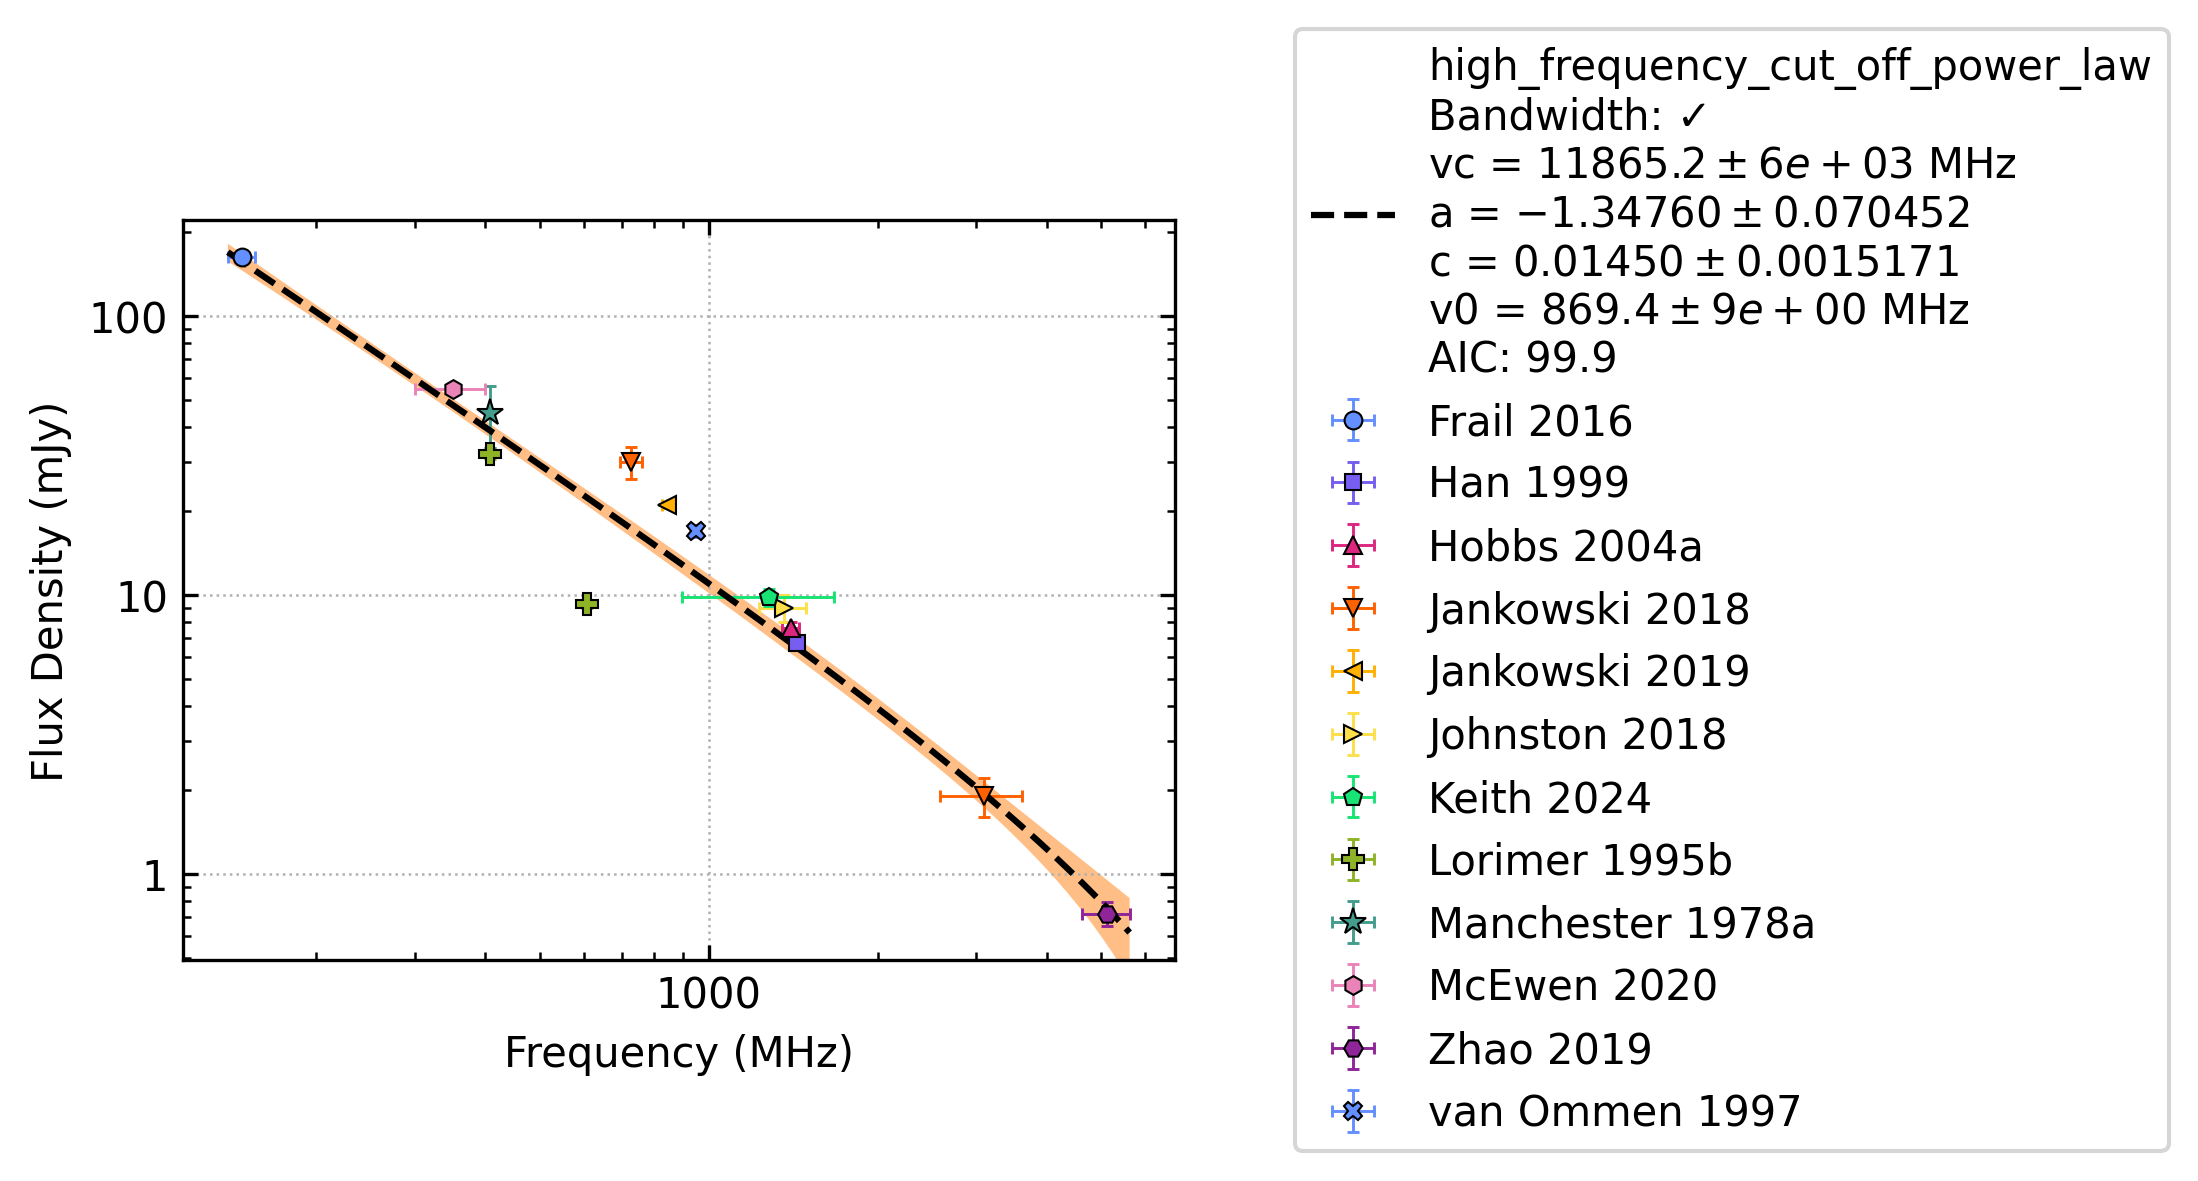 high_frequency_cut_off_power_law
Bandwidth: ✓
vc = 11865.2 ± 6e + 03 MHz
a = −1.34760 ± 0.070452
c = 0.01450 ± 0.0015171
v0 = 869.4 ± 9e + 00 MHz
AIC: 99.9
Frail 2016
Han 1999
Hobbs 2004a
Jankowski 2018
Jankowski 2019
Johnston 2018
Keith 2024
Lorimer 1995b
Manchester 1978a
McEwen 2020
Zhao 2019
van Ommen 1997
Flux Density (mJy)
100
10
1
1000
Frequency (MHz)